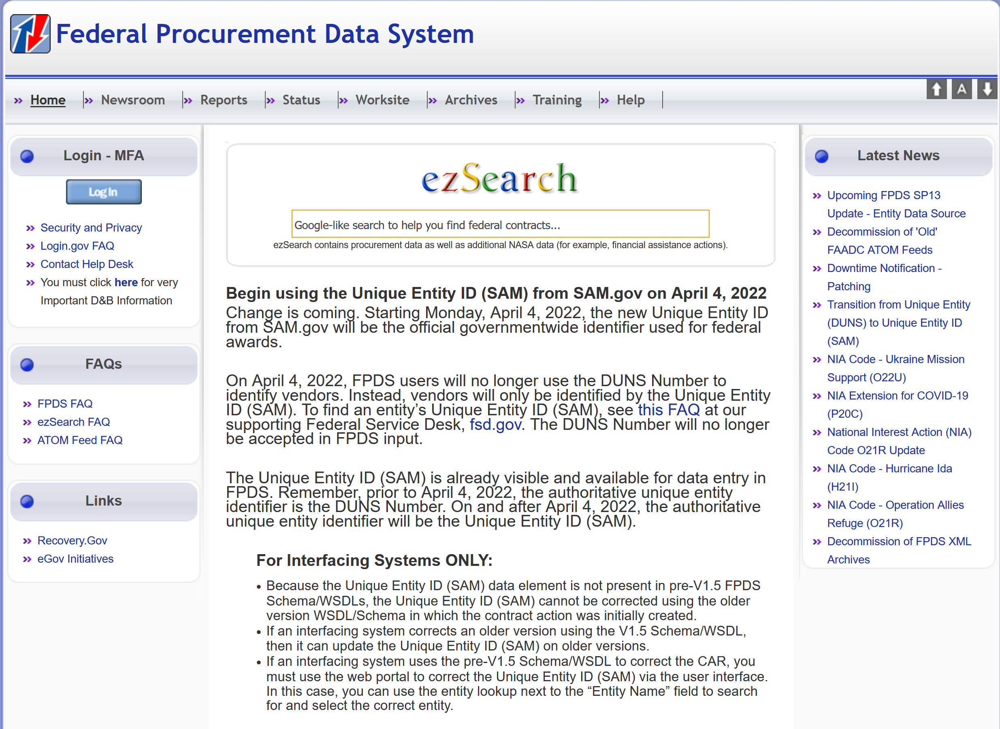 Federal Procurement Data System
A
Home
Newsroom
Reports
Status
Worksite
Archives
Training
Help
Login - MFA
Log In
Security and Privacy
Login.gov FAQ
Contact Help Desk
You must click here for very
Important D&B Information
FAQs
FPDS FAQ
ezSearch FAQ
ATOM Feed FAQ
Links
Recovery.Gov
eGov Initiatives
ezSearch
Google-like search to help you find federal contracts...
ezSearch contains procurement data as well as additional NASA data (for example, financial assistance actions).
Begin using the Unique Entity ID (SAM) from SAM.gov on April 4, 2022
Change is coming. Starting Monday, April 4, 2022, the new Unique Entity ID
from SAM.gov will be the official governmentwide identifier used for federal
awards.
On April 4, 2022, FPDS users will no longer use the DUNS Number to
identify vendors. Instead, vendors will only be identified by the Unique Entity
ID (SAM). To find an entity’s Unique Entity ID (SAM), see this FAQ at our
supporting Federal Service Desk, fsd.gov. The DUNS Number will no longer
be accepted in FPDS input.
The Unique Entity ID (SAM) is already visible and available for data entry in
FPDS. Remember, prior to April 4, 2022, the authoritative unique entity
identifier is the DUNS Number. On and after April 4, 2022, the authoritative
unique entity identifier will be the Unique Entity ID (SAM).
For Interfacing Systems ONLY:
• Because the Unique Entity ID (SAM) data element is not present in pre-V1.5 FPDS
Schema/WSDLs, the Unique Entity ID (SAM) cannot be corrected using the older
version WSDL/Schema in which the contract action was initially created.
• If an interfacing system corrects an older version using the V1.5 Schema/WSDL,
then it can update the Unique Entity ID (SAM) on older versions.
• If an interfacing system uses the pre-V1.5 Schema/WSDL to correct the CAR, you
must use the web portal to correct the Unique Entity ID (SAM) via the user interface.
In this case, you can use the entity lookup next to the “Entity Name” field to search
for and select the correct entity.
Latest News
Upcoming FPDS SP13
Update - Entity Data Source
Decommission of 'Old'
FAADC ATOM Feeds
Downtime Notification -
Patching
Transition from Unique Entity
(DUNS) to Unique Entity ID
(SAM)
NIA Code - Ukraine Mission
Support (O22U)
NIA Extension for COVID-19
(P20C)
National Interest Action (NIA)
Code O21R Update
NIA Code - Hurricane Ida
(H21I)
NIA Code - Operation Allies
Refuge (O21R)
Decommission of FPDS XML
Archives